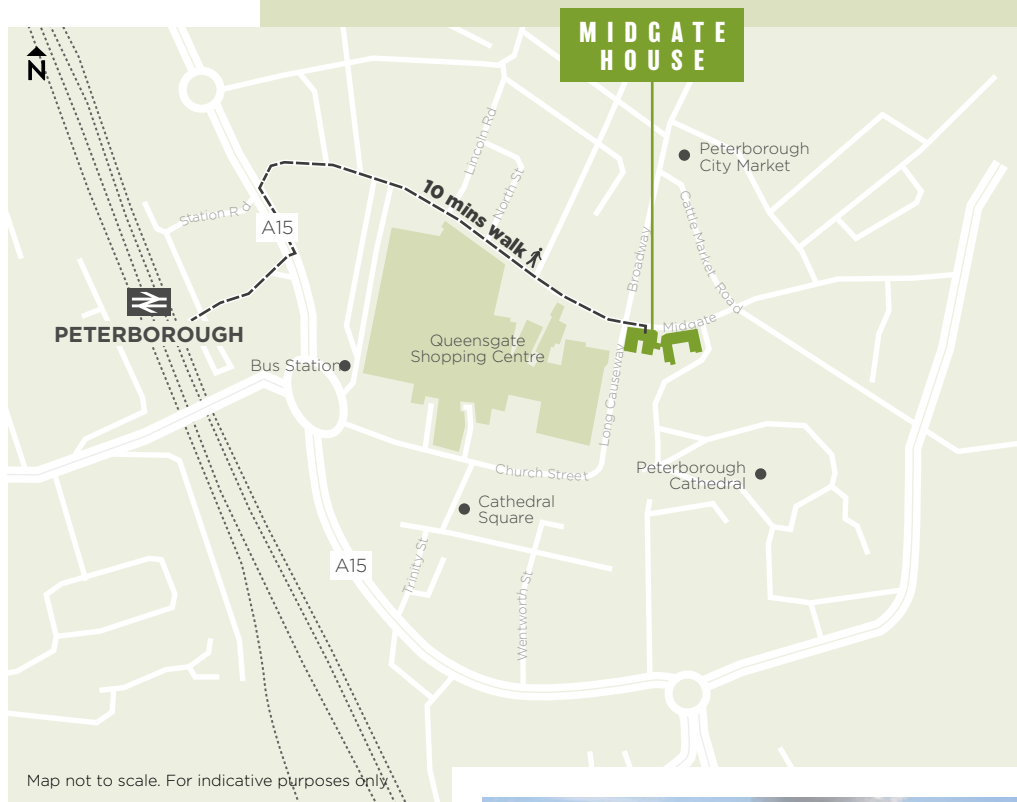 MIDGATE
HOUSE
N
Peterborough
City Market
Lincoln Rd
North St
10 mins walk
Station Rd
A15
Broadway
Cattle Market Road
PETERBOROUGH
Midgate
Queensgate
Shopping Centre
Bus Station
Long Causeway
Church Street
Peterborough
Cathedral
Cathedral
Square
Trinity St
A15
Wentworth St
Map not to scale. For indicative purposes only